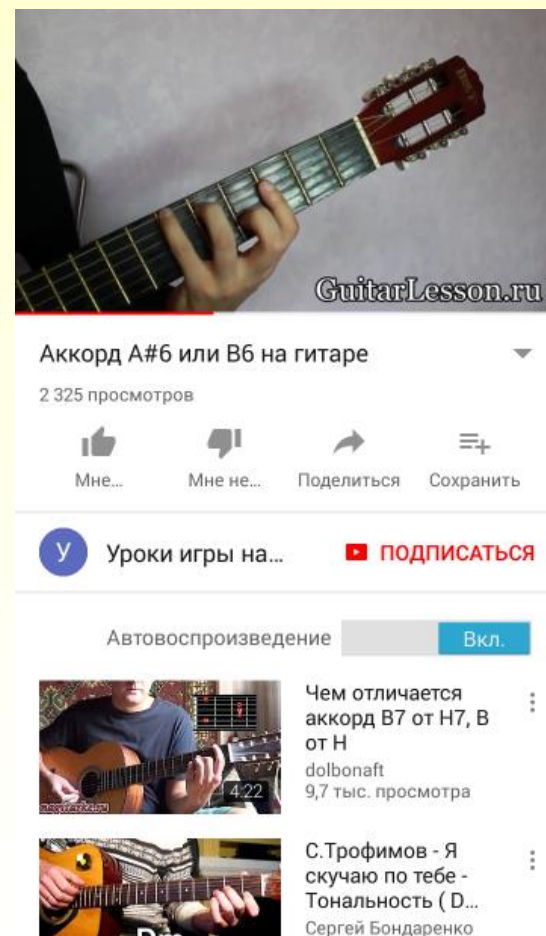 GuitarLesson.ru
Аккорд A#6 или B6 на гитаре
2 325 просмотров
Мне...
Мне не...
Поделиться
Сохранить
У
Уроки игры на...
ПОДПИСАТЬСЯ
Автовоспроизведение
Вкл.
4:22
Чем отличается
аккорд B7 от H7, B
от H
dolbonaft
9,7 тыс. просмотра
Dm
С.Трофимов - Я
скучаю по тебе -
Тональность ( D...
Сергей Бондаренко